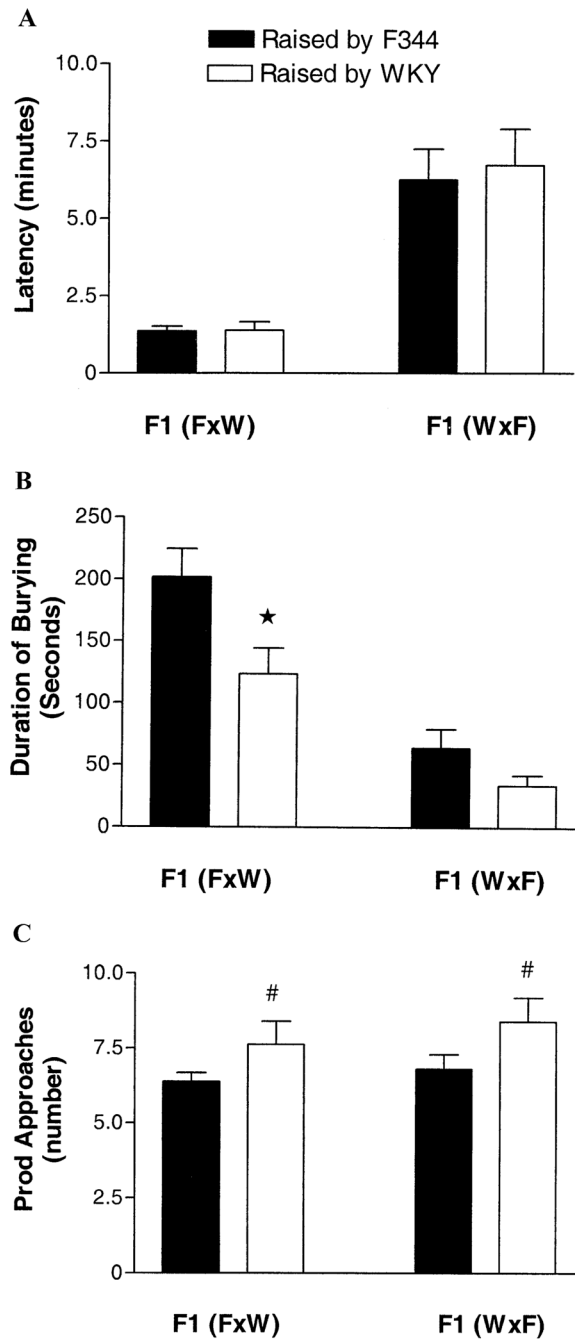 A
Raised by F344
Raised by WKY
Latency (minutes)
10.0
7.5
5.0
2.5
0
F1 (FxW)
F1 (WxF)
B
Duration of Burying
(Seconds)
250
200
150
100
50
0
★
F1 (FxW)
F1 (WxF)
C
Prod Approaches
(number)
10.0
7.5
5.0
2.5
0
#
#
F1 (FxW)
F1 (WxF)